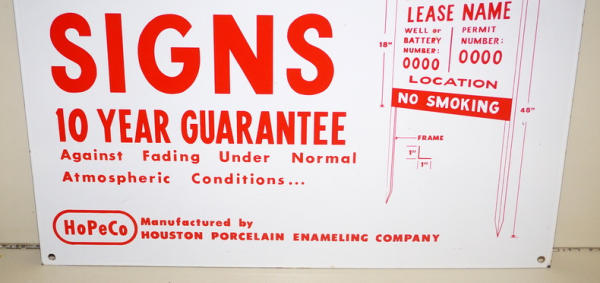 SIGNS
10 YEAR GUARANTEE
Against Fading Under Normal
Atmospheric Conditions...
HoPeCo
Manufactured by
HOUSTON PORCELAIN ENAMELING COMPANY
LEASE NAME
WELL or
BATTERY
NUMBER:
0000
PERMIT
NUMBER:
0000
LOCATION
NO SMOKING
18"
48"
FRAME
1"
1"